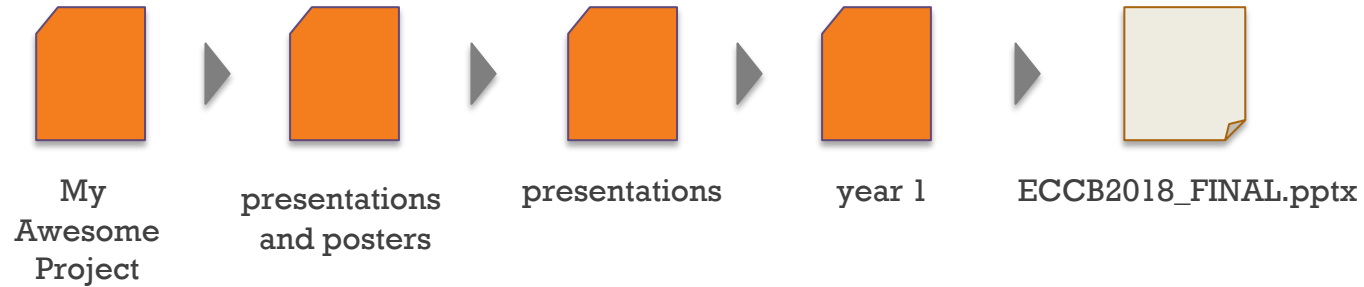 My
Awesome
Project
presentations
and posters
presentations
year 1
ECCB2018_FINAL.pptx